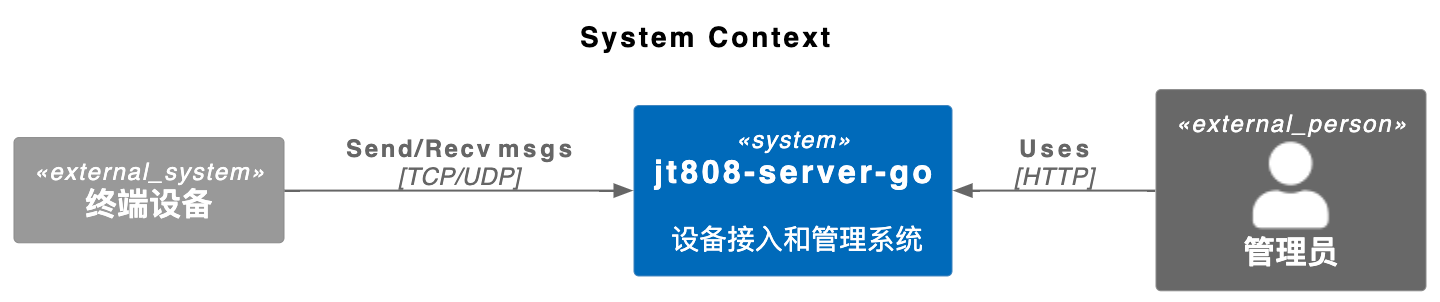 System Context
«external_system»
终端设备
Send/Recv msgs
[TCP/UDP]
«system»
jt808-server-go
设备接入和管理系统
Uses
[HTTP]
«external_person»
管理员